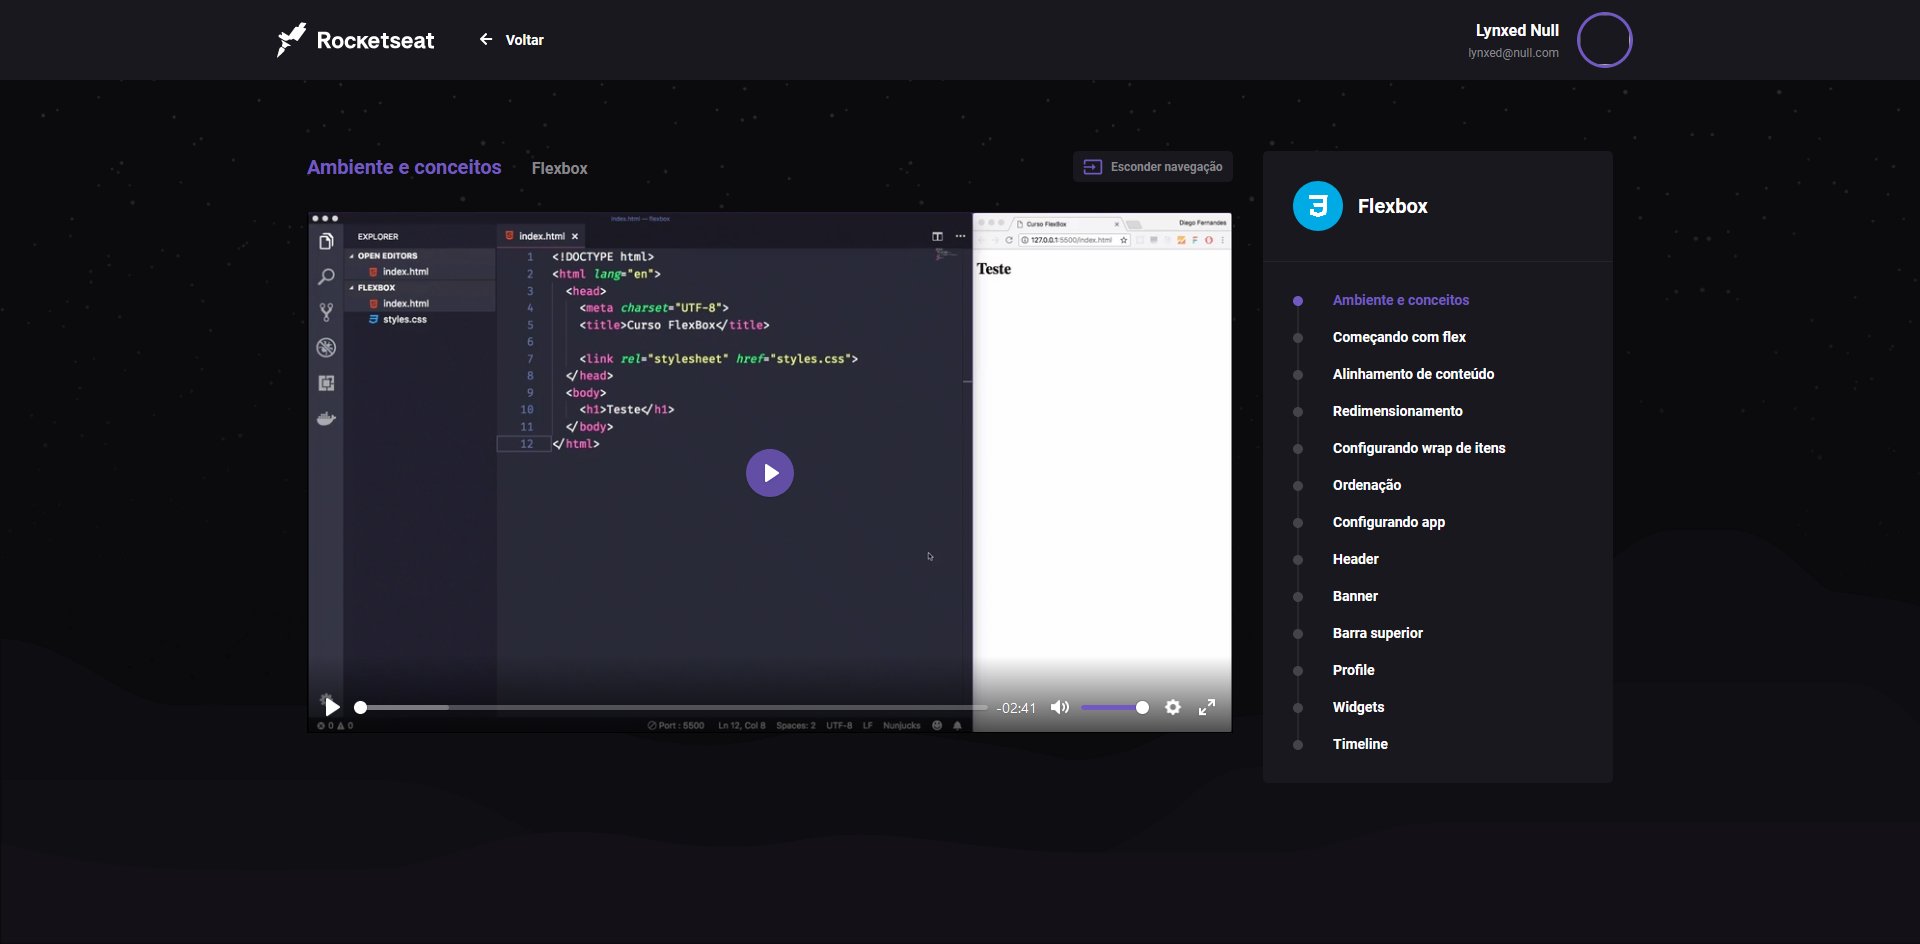 Rocketseat
Voltar
Lynxed Null
lynxed@null.com
Ambiente e conceitos
Flexbox
Esconder navegação
index.html — flexbox
EXPLORER
OPEN EDITORS
index.html
FLEXBOX
index.html
styles.css
index.html
1 <!DOCTYPE html>
2 <html lang="en">
3 <head>
4 <meta charset="UTF-8">
5 <title>Curso FlexBox</title>
6
7 <link rel="stylesheet" href="styles.css">
8 </head>
9 <body>
10 <h1>Teste</h1>
11 </body>
12 </html>
Curso FlexBox
Diego Fernandes
127.0.0.1:5500/index.html
Teste
-02:41
0 0
Port : 5500
Ln 12, Col 8
Spaces: 2
UTF-8
LF
Nunjucks
Flexbox
Ambiente e conceitos
Começando com flex
Alinhamento de conteúdo
Redimensionamento
Configurando wrap de itens
Ordenação
Configurando app
Header
Banner
Barra superior
Profile
Widgets
Timeline